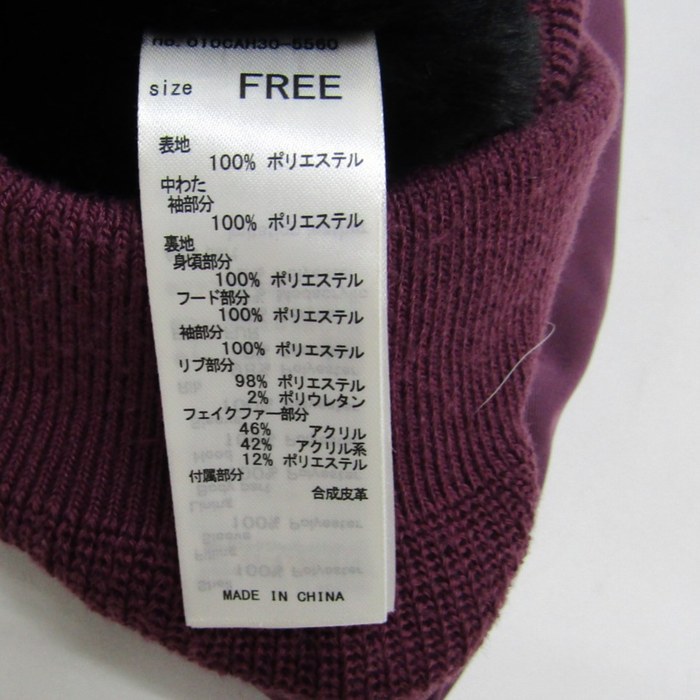 size FREE
表地
100% ポリエステル
中わた
袖部分
100% ポリエステル
裏地
身頃部分
100% ポリエステル
フード部分
100% ポリエステル
袖部分
100% ポリエステル
リブ部分
98% ポリエステル
2% ポリウレタン
フェイクファー部分
46% アクリル
42% アクリル系
12% ポリエステル
付属部分
合成皮革
MADE IN CHINA